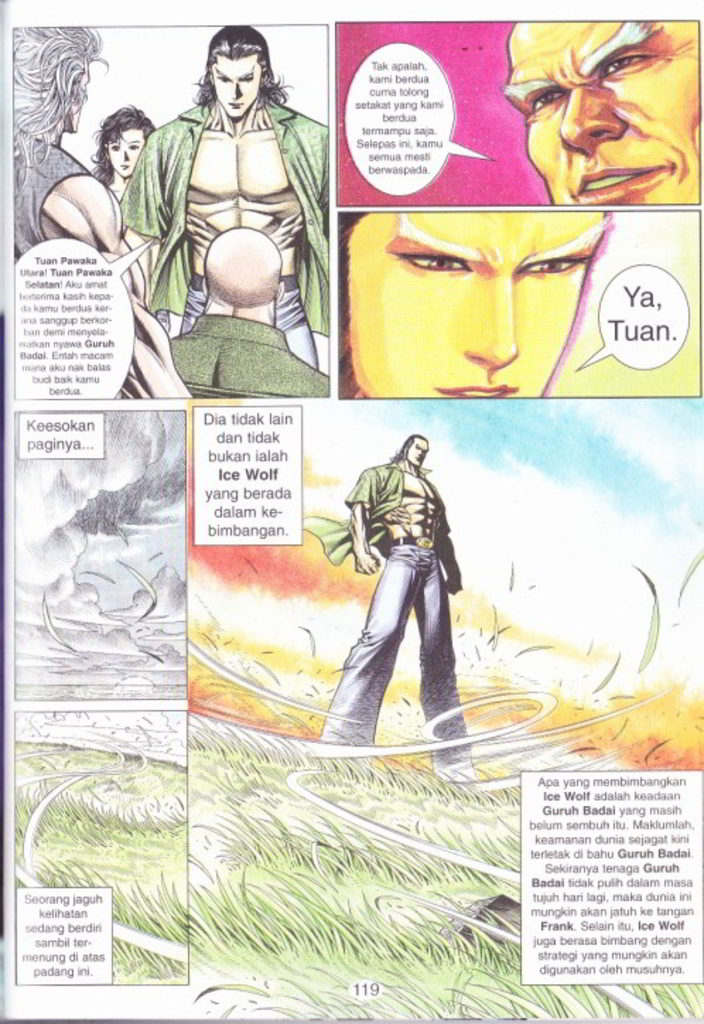 Tuan Pawaka
Utara! Tuan Pawaka
Selatan! Aku amat
berterima kasih kepa-
da kamu berdua ke-
rana sanggup berkor-
ban demi menyela-
matkan nyawa Guruh
Badai. Entah macam
mana aku nak balas
budi baik kamu
berdua.
Tak apalah,
kami berdua
cuma tolong
setakat yang kami
berdua
termampu saja.
Selepas ini, kamu
semua mesti
berwaspada.
Ya,
Tuan.
Keesokan
paginya...
Seorang jaguh
kelihatan
sedang berdiri
sambil ter-
menung di atas
padang ini.
Dia tidak lain
dan tidak
bukan ialah
Ice Wolf
yang berada
dalam ke-
bimbangan.
Apa yang membimbangkan
Ice Wolf adalah keadaan
Guruh Badai yang masih
belum sembuh itu. Maklumlah,
keamanan dunia sejagat kini
terletak di bahu Guruh Badai.
Sekiranya tenaga Guruh
Badai tidak pulih dalam masa
tujuh hari lagi, maka dunia ini
mungkin akan jatuh ke tangan
Frank. Selain itu, Ice Wolf
juga berasa bimbang dengan
strategi yang mungkin akan
digunakan oleh musuhnya.
119